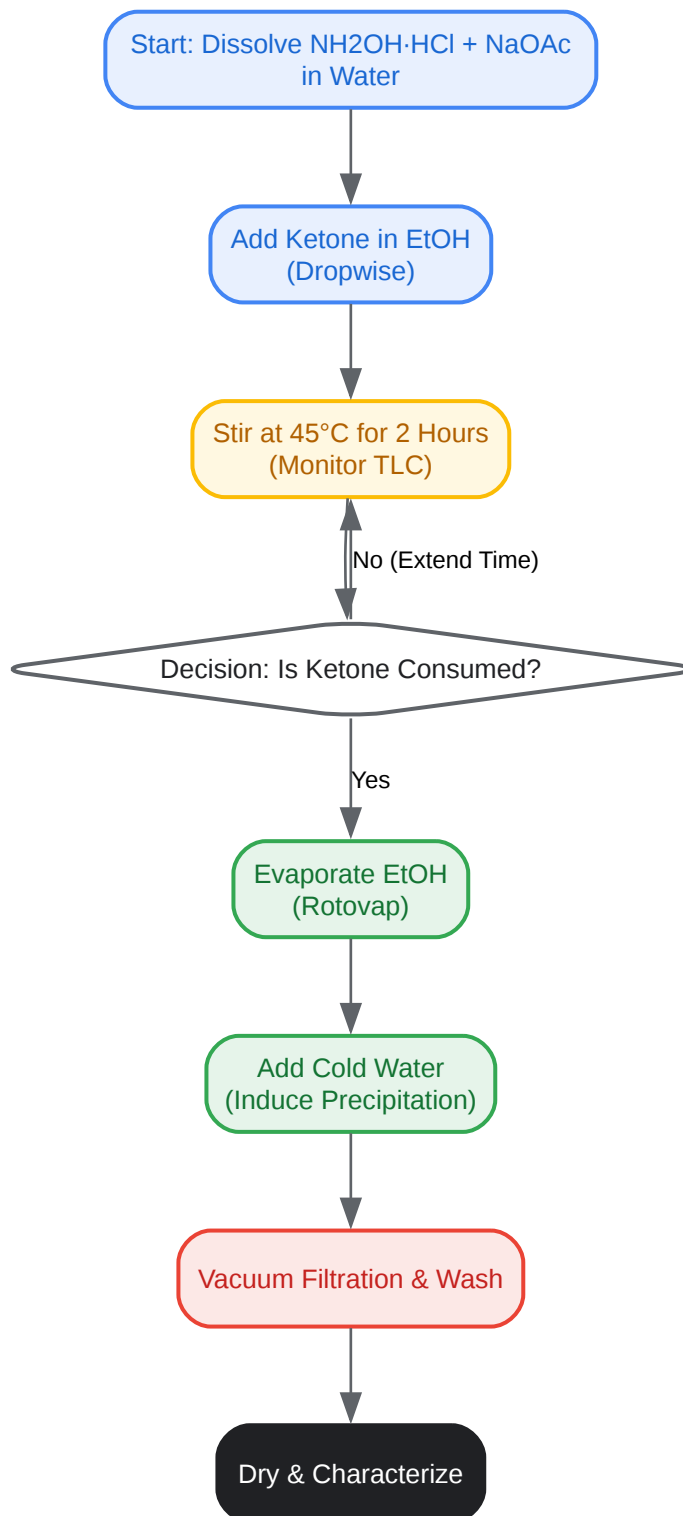 Start: Dissolve NH2OH·HCl + NaOAc
in Water
Add Ketone in EtOH
(Dropwise)
Stir at 45°C for 2 Hours
(Monitor TLC)
No (Extend Time)
Decision: Is Ketone Consumed?
Yes
Evaporate EtOH
(Rotovap)
Add Cold Water
(Induce Precipitation)
Vacuum Filtration & Wash
Dry & Characterize